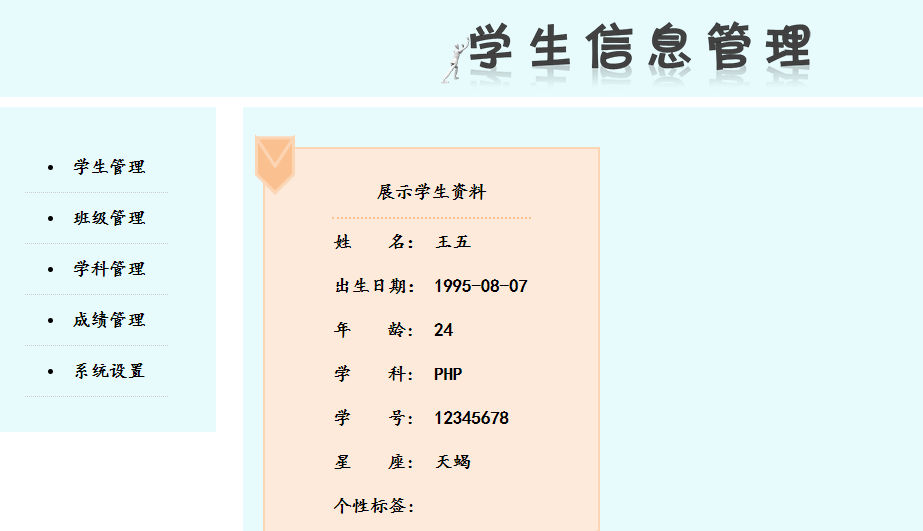 学生信息管理
学生管理
班级管理
学科管理
成绩管理
系统设置
展示学生资料
姓 名： 王五
出生日期： 1995-08-07
年 龄： 24
学 科： PHP
学 号： 12345678
星 座： 天蝎
个性标签：